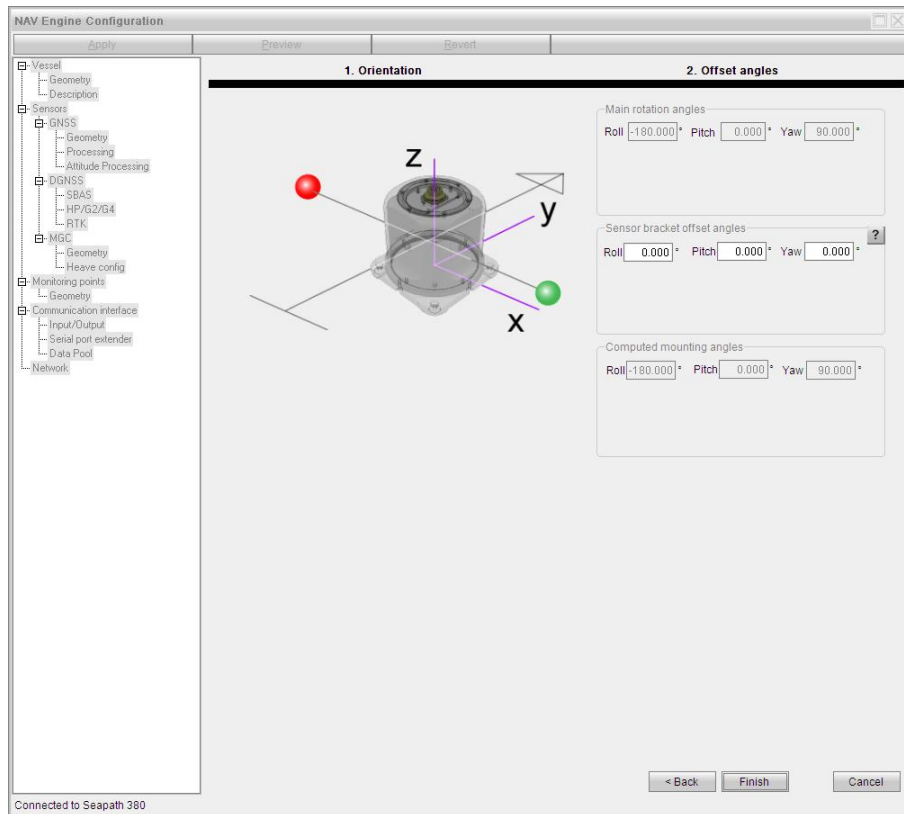 NAV Engine Configuration
Apply Preview Revert
Vessel
Geometry
Description
Sensors
GNSS
Geometry
Processing
Attitude Processing
DGNSS
SBAS
HP/G2/G4
RTK
MGC
Geometry
Heave config
Monitoring points
Geometry
Communication interface
Input/Output
Serial port extender
Data Pool
Network
1. Orientation 2. Offset angles
z
y
x
Main rotation angles
Roll -180.000 ° Pitch 0.000 ° Yaw 90.000 °
Sensor bracket offset angles
?
Roll 0.000 ° Pitch 0.000 ° Yaw 0.000 °
Computed mounting angles
Roll -180.000 ° Pitch 0.000 ° Yaw 90.000 °
< Back Finish Cancel
Connected to Seapath 380